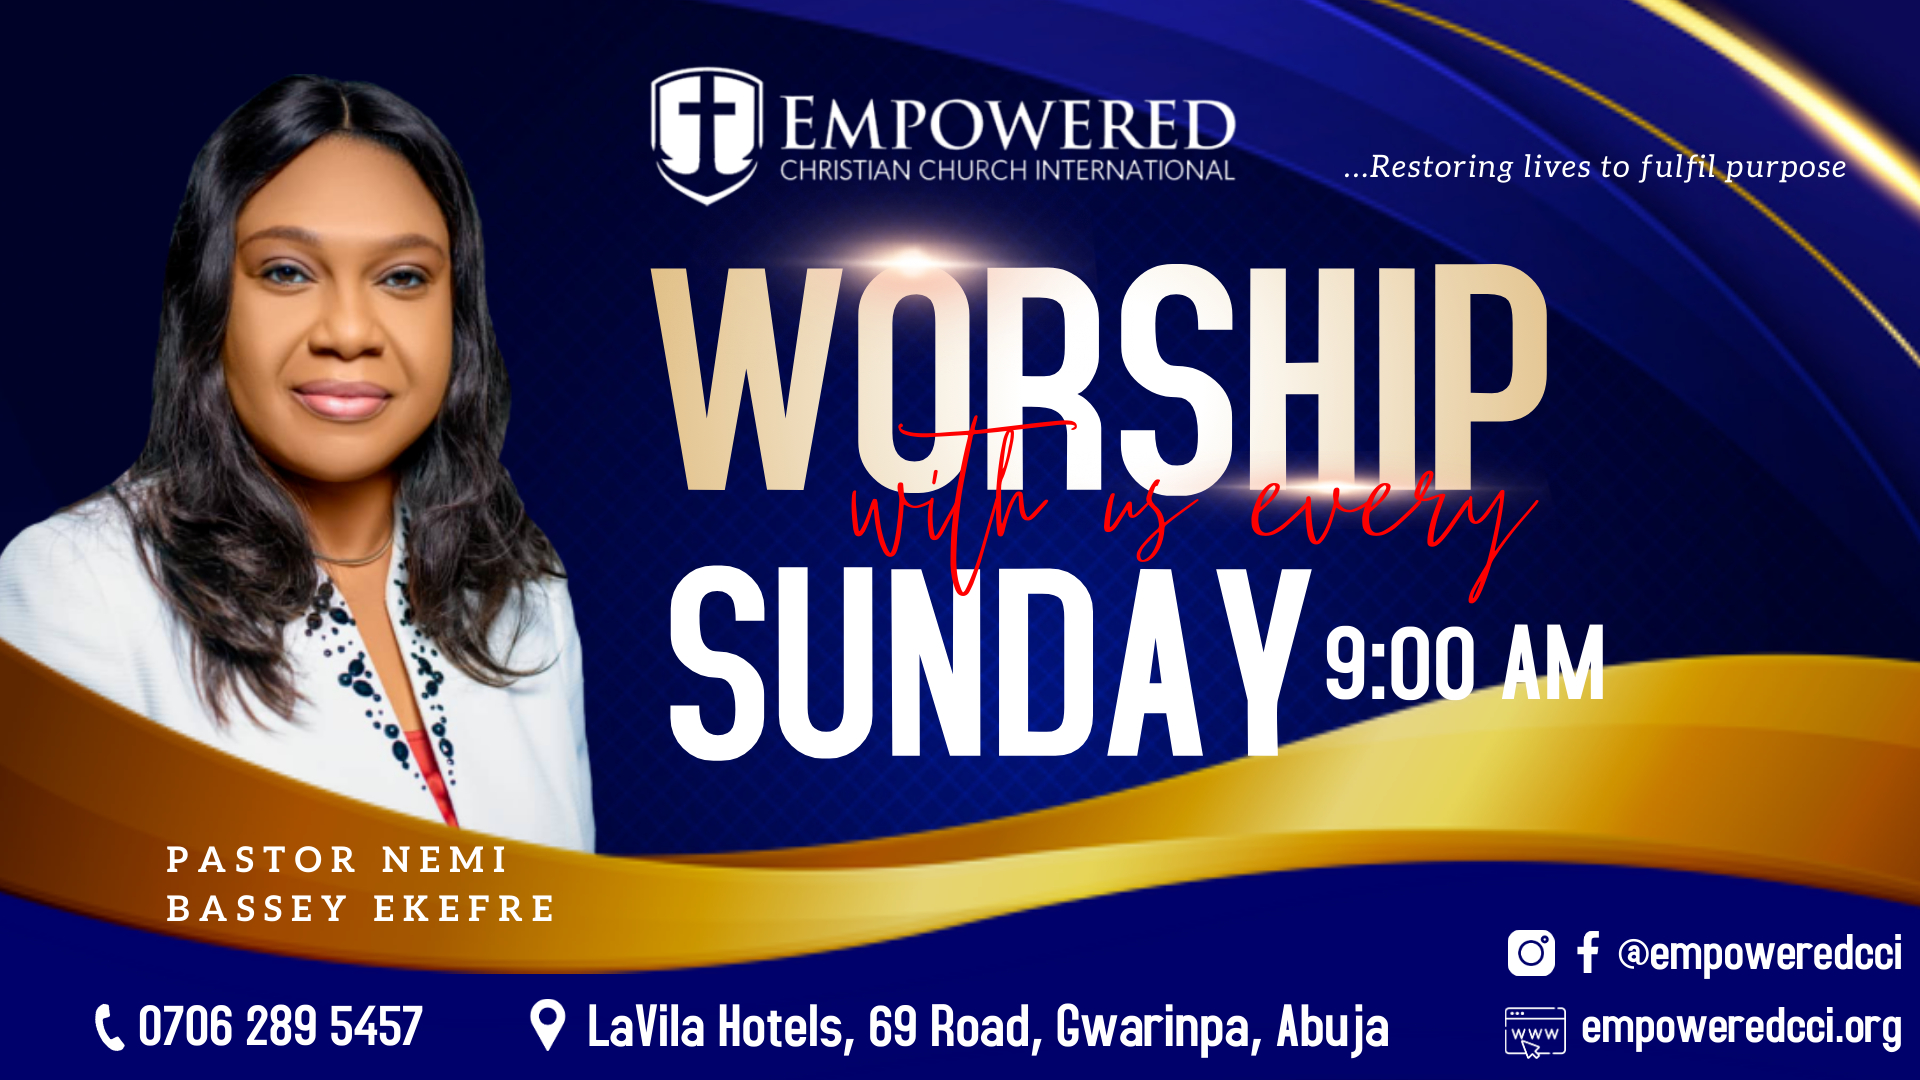 EMPOWERED
CHRISTIAN CHURCH INTERNATIONAL
...Restoring lives to fulfil purpose
WORSHIP
with us every
SUNDAY 9:00 AM
PASTOR NEMI
BASSEY EKEFRE
@empoweredcci
0706 289 5457
LaVila Hotels, 69 Road, Gwarinpa, Abuja
www
empoweredcci.org